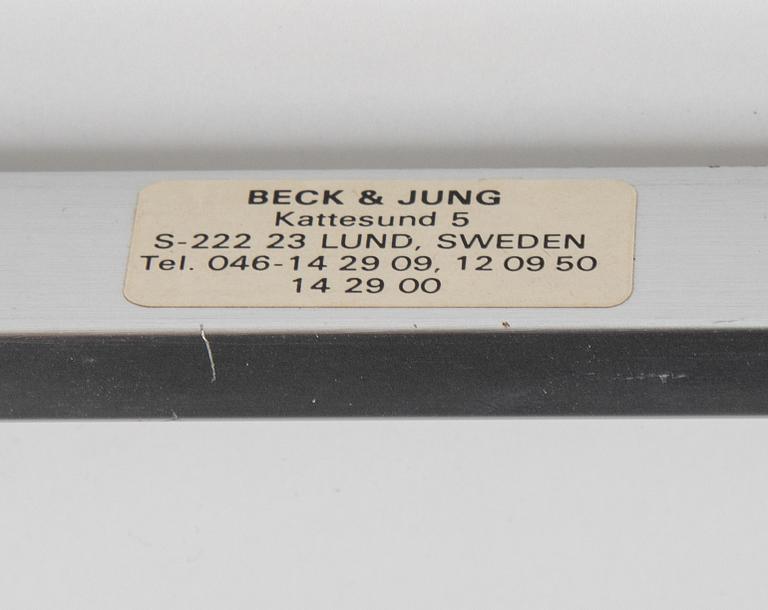 BECK & JUNG
Kattesund 5
S-222 23 LUND, SWEDEN
Tel. 046-14 29 09, 12 09 50
14 29 00